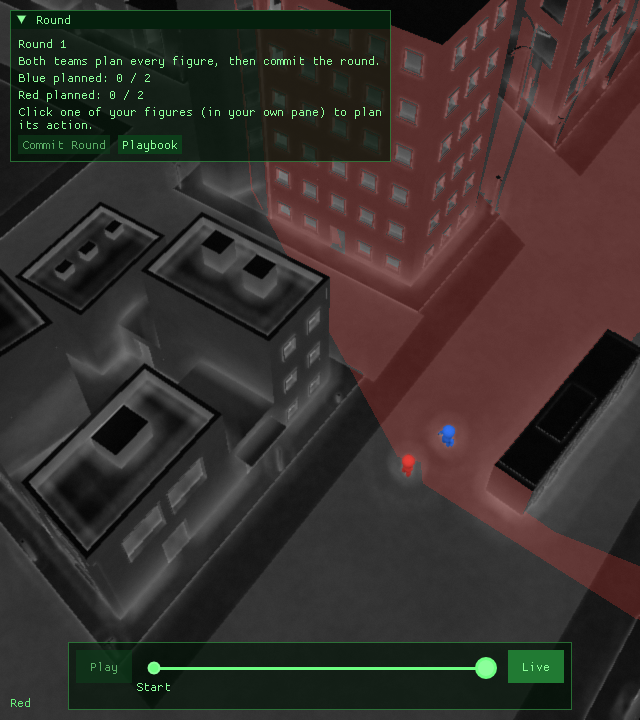 Round
Round 1
Both teams plan every figure, then commit the round.
Blue planned: 0 / 2
Red planned: 0 / 2
Click one of your figures (in your own pane) to plan
its action.
Commit Round Playbook
Play
Live
Start
Red